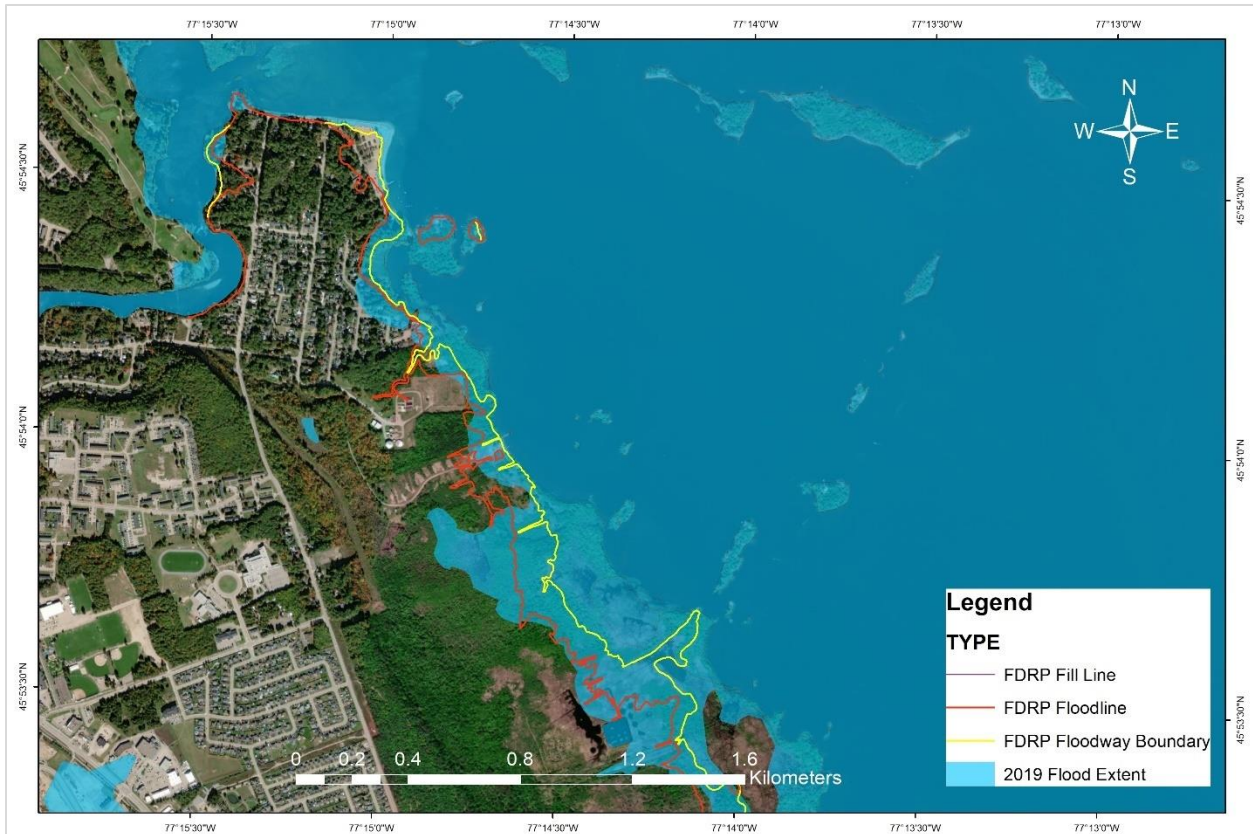 77°15'30"W 77°15'0"W 77°14'30"W 77°14'0"W 77°13'30"W 77°13'0"W
N
W E
S
45°54'30"N 45°54'30"N
45°54'0"N 45°54'0"N
45°53'30"N 45°53'30"N
Legend
TYPE
FDRP Fill Line
FDRP Floodline
FDRP Floodway Boundary
2019 Flood Extent
0 0.2 0.4 0.8 1.2 1.6
Kilometers
77°15'30"W 77°15'0"W 77°14'30"W 77°14'0"W 77°13'30"W 77°13'0"W